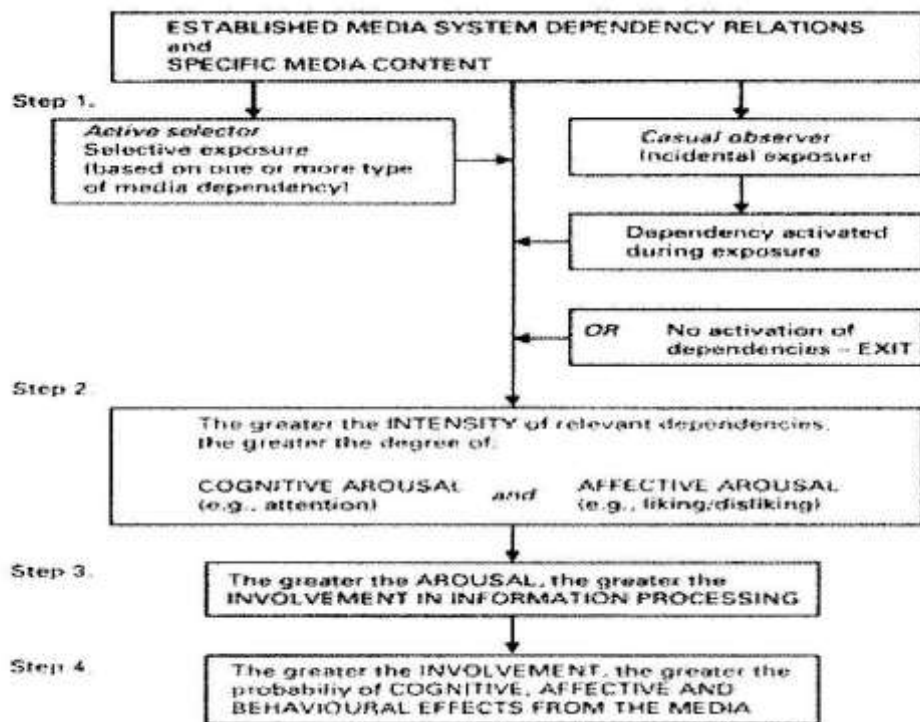 ESTABLISHED MEDIA SYSTEM DEPENDENCY RELATIONS
and
SPECIFIC MEDIA CONTENT
Step 1.
Active selector
Selective exposure
(based on one or more type
of media dependency)
Casual observer
Incidental exposure
Dependency activated
during exposure
OR No activation of
dependencies – EXIT
Step 2.
The greater the INTENSITY of relevant dependencies,
the greater the degree of:
COGNITIVE AROUSAL and AFFECTIVE AROUSAL
(e.g., attention) (e.g., liking/disliking)
Step 3.
The greater the AROUSAL, the greater the
INVOLVEMENT IN INFORMATION PROCESSING
Step 4.
The greater the INVOLVEMENT, the greater the
probabiliy of COGNITIVE, AFFECTIVE AND
BEHAVIOURAL EFFECTS FROM THE MEDIA